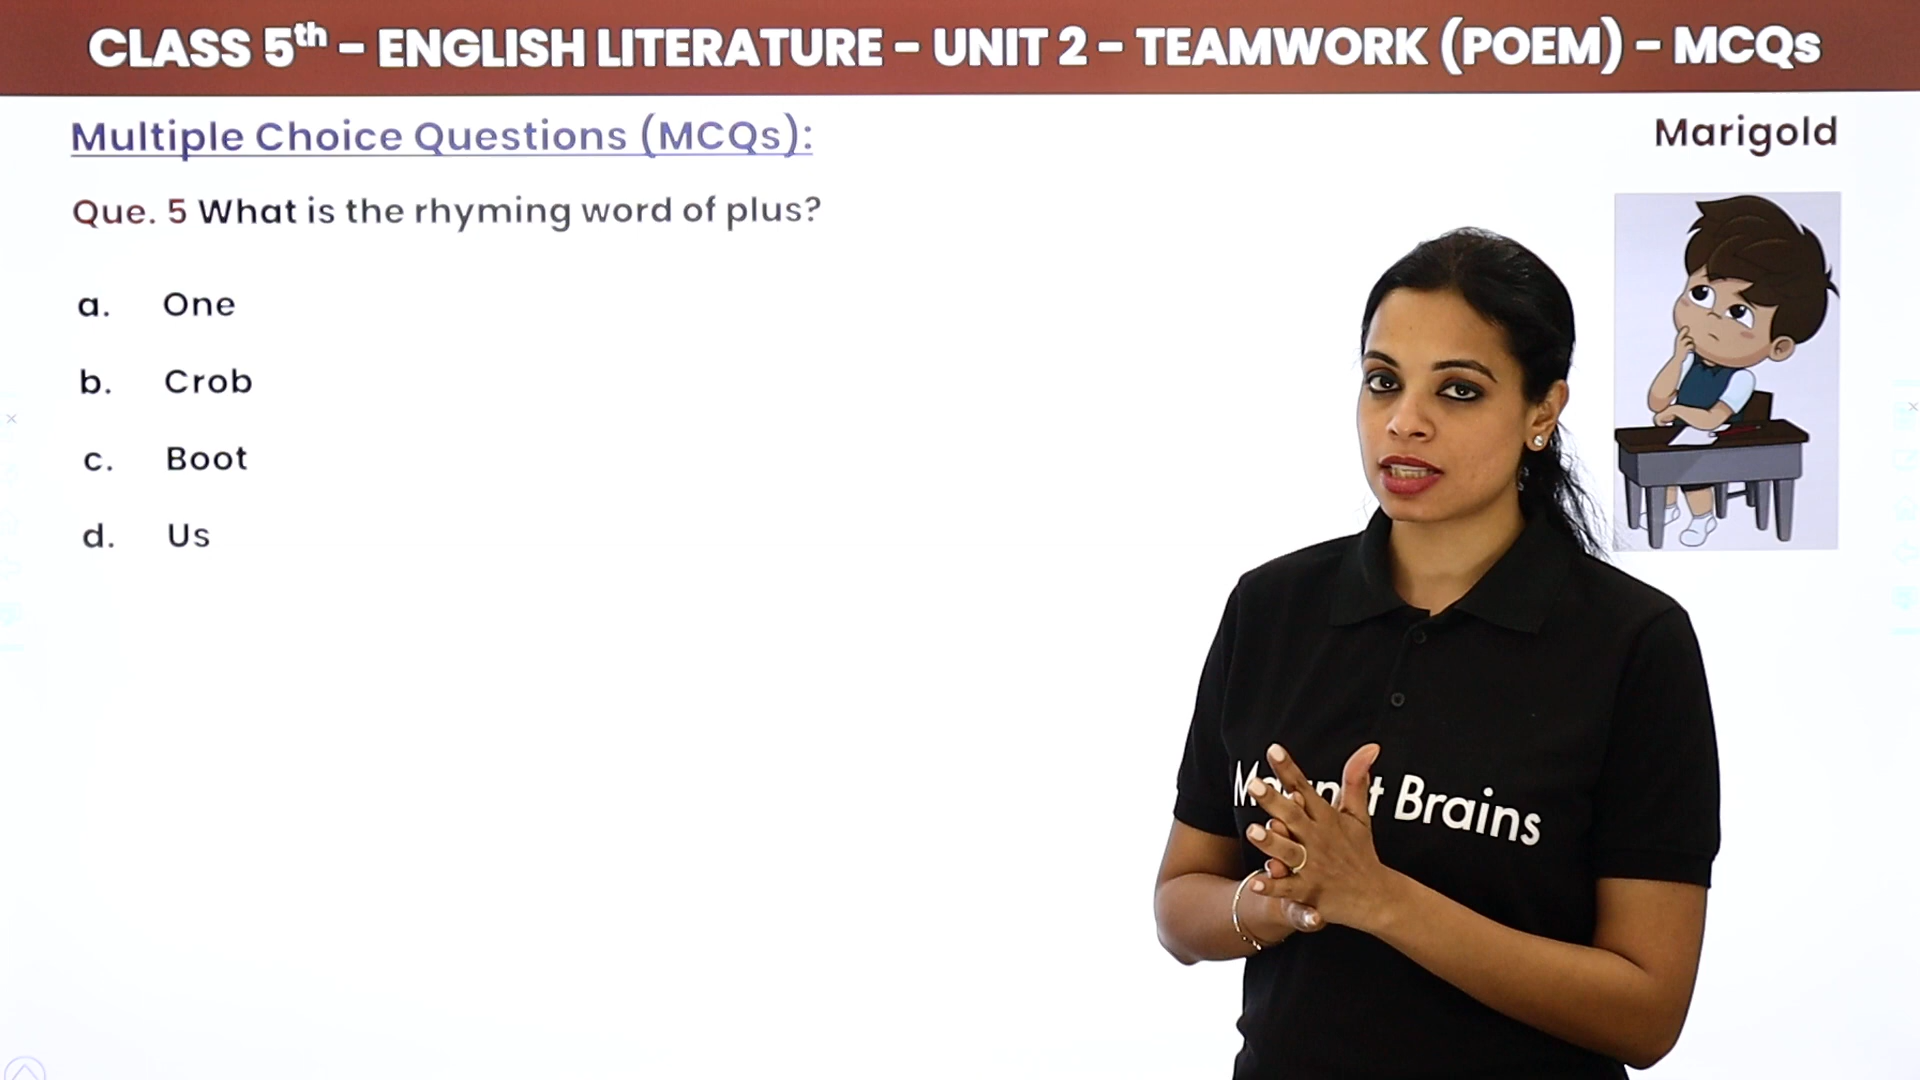 CLASS 5th - ENGLISH LITERATURE - UNIT 2 - TEAMWORK (POEM) - MCQs
Multiple Choice Questions (MCQs):
Marigold
Que. 5 What is the rhyming word of plus?
a. One
b. Crob
c. Boot
d. Us
Brains